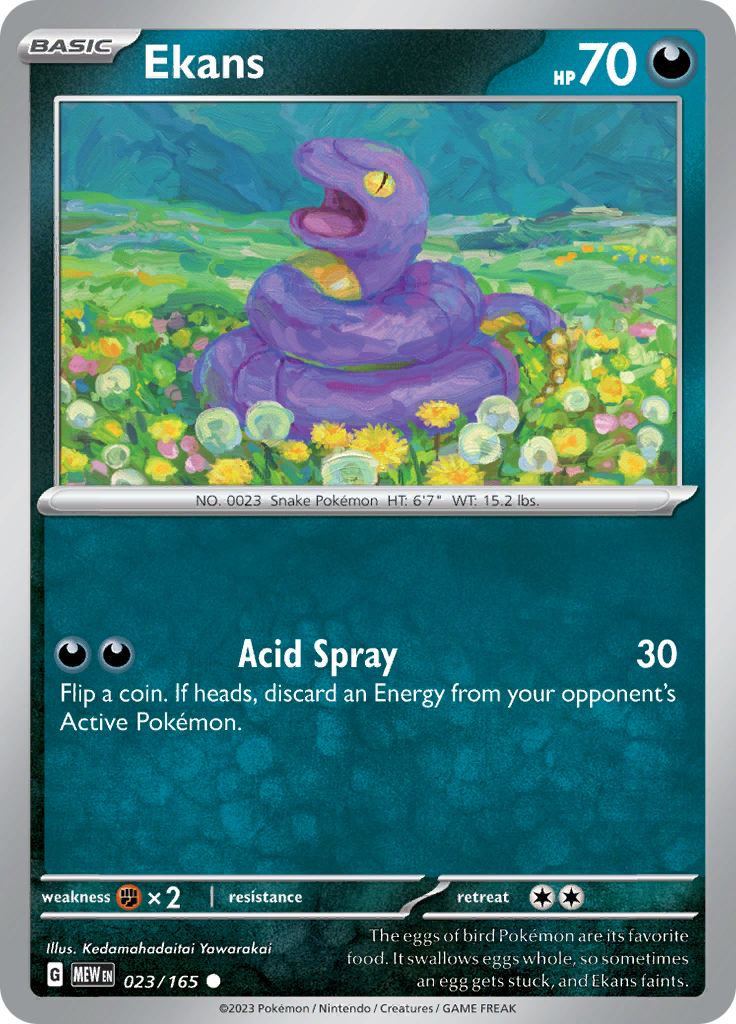 BASIC
Ekans
HP 70
NO. 0023 Snake Pokémon HT: 6'7" WT: 15.2 lbs.
Acid Spray 30
Flip a coin. If heads, discard an Energy from your opponent's
Active Pokémon.
weakness ×2 resistance retreat
Illus. Kedamahadaitai Yawarakai
The eggs of bird Pokémon are its favorite
food. It swallows eggs whole, so sometimes
an egg gets stuck, and Ekans faints.
G MEW EN 023/165
©2023 Pokémon / Nintendo / Creatures / GAME FREAK